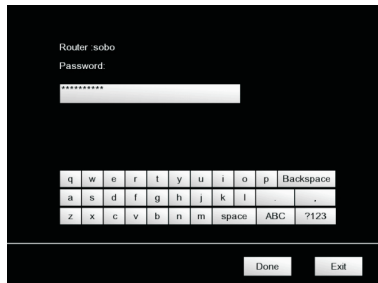 Router :sobo
Password:
**********
q w e r t y u i o p Backspace
a s d f g h j k l . ,
z x c v b n m space ABC ?123
Done Exit